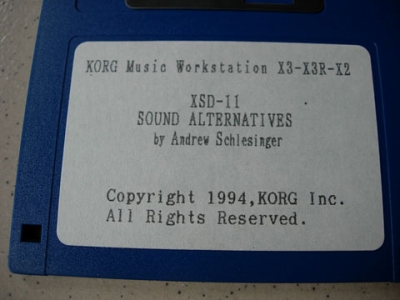 KORG Music Workstation X3-X3R-X2
XSD-11
SOUND ALTERNATIVES
by Andrew Schlesinger
Copyright 1994,KORG Inc.
All Rights Reserved.